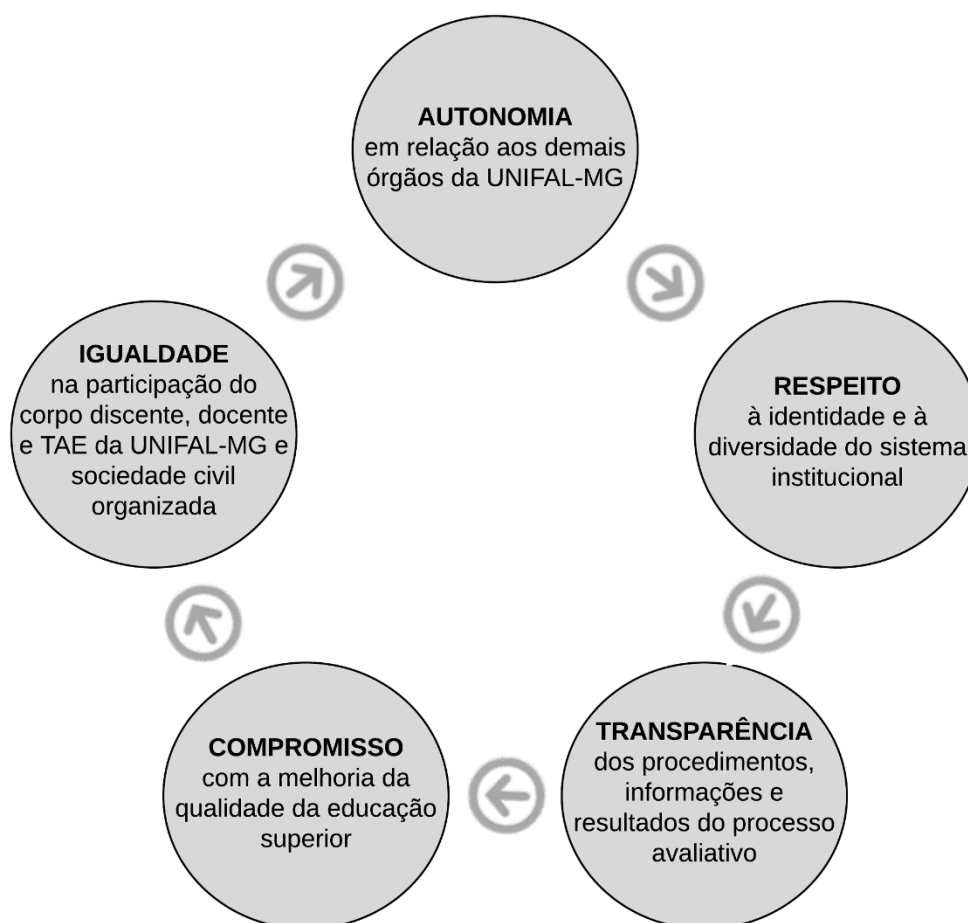 AUTONOMIA
em relação aos demais
órgãos da UNIFAL-MG
RESPEITO
à identidade e à
diversidade do sistema
institucional
TRANSPARÊNCIA
dos procedimentos,
informações e
resultados do processo
avaliativo
COMPROMISSO
com a melhoria da
qualidade da educação
superior
IGUALDADE
na participação do
corpo discente, docente
e TAE da UNIFAL-MG e
sociedade civil
organizada